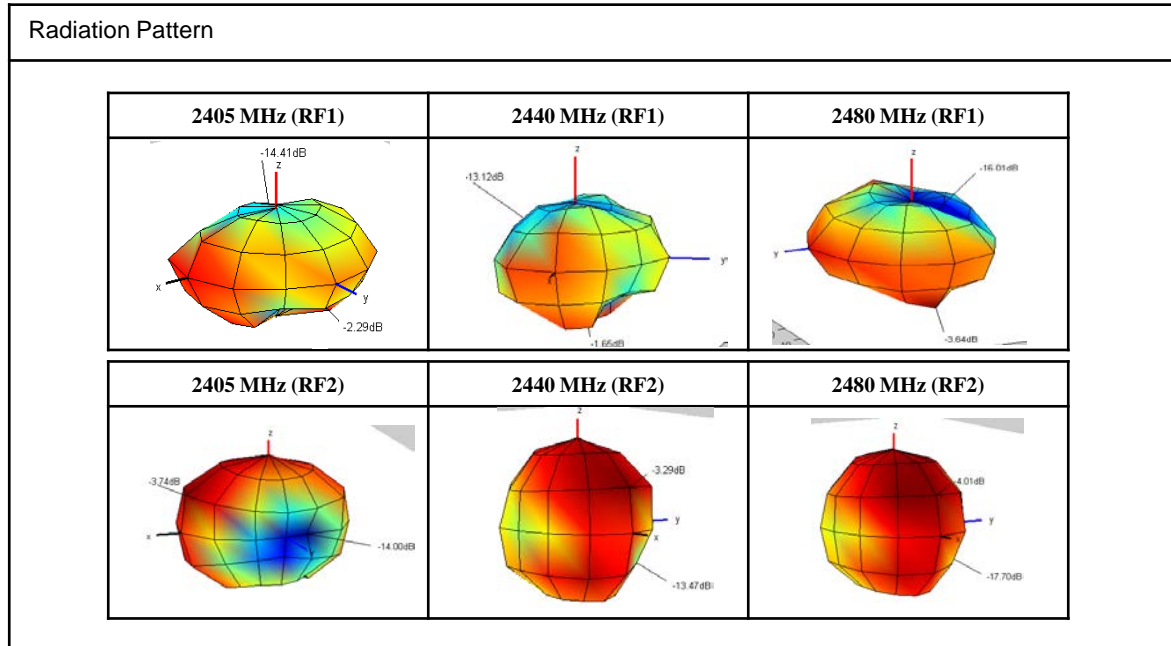 Radiation Pattern
2405 MHz (RF1)
2440 MHz (RF1)
2480 MHz (RF1)
-14.41dB
z
x
y
-2.29dB
z
-13.12dB
y
-1.65dB
z
-16.01dB
y
-3.64dB
2405 MHz (RF2)
2440 MHz (RF2)
2480 MHz (RF2)
z
-3.74dB
x
-14.00dB
z
-3.29dB
y
x
-13.47dB
z
-4.01dB
y
x
-17.70dB